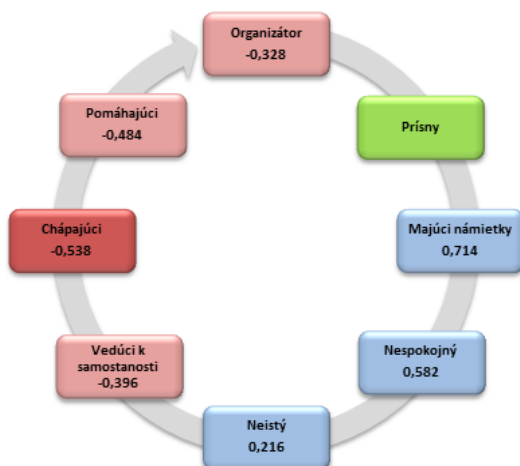 Organizátor
-0,328
Prísny
Majúci námietky
0,714
Nespokojný
0,582
Neistý
0,216
Vedúci k
samostanosti
-0,396
Chápajúci
-0,538
Pomáhajúci
-0,484